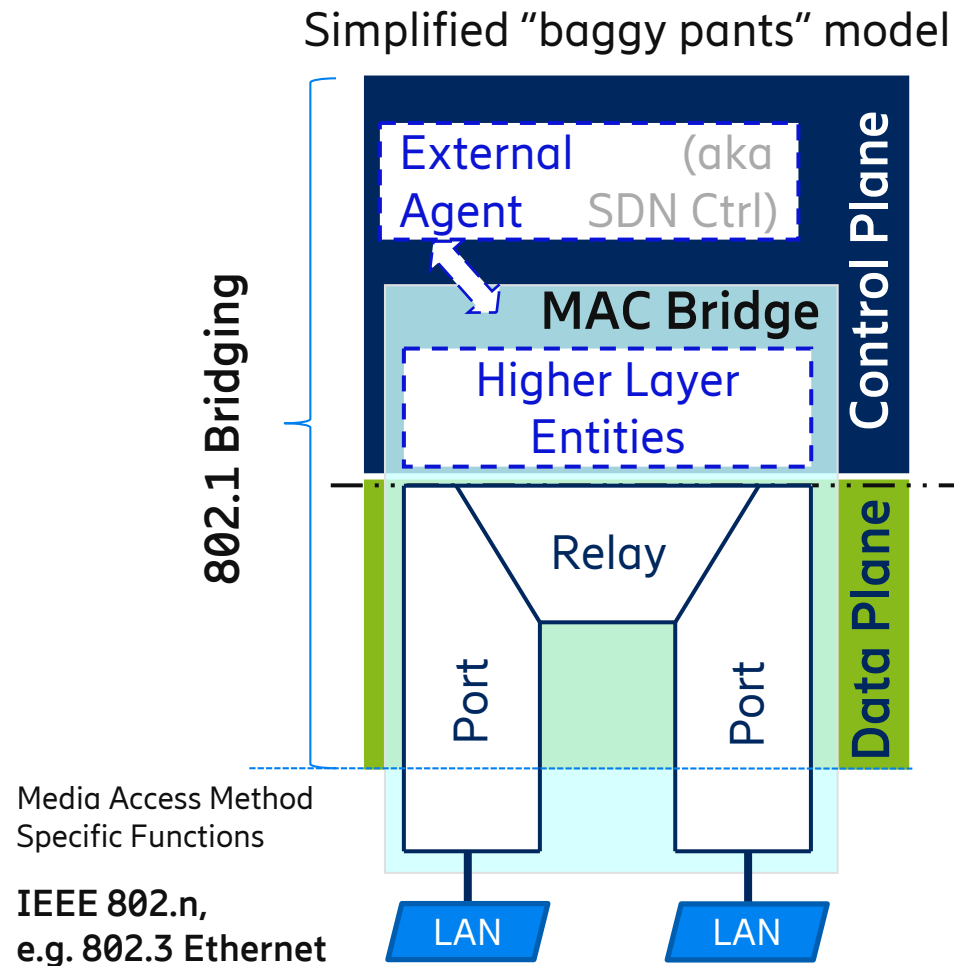 Simplified “baggy pants” model
External (aka
Agent SDN Ctrl)
Control Plane
MAC Bridge
Higher Layer
Entities
802.1 Bridging
Relay
Port
Port
Data Plane
Media Access Method
Specific Functions
IEEE 802.n,
e.g. 802.3 Ethernet
LAN
LAN